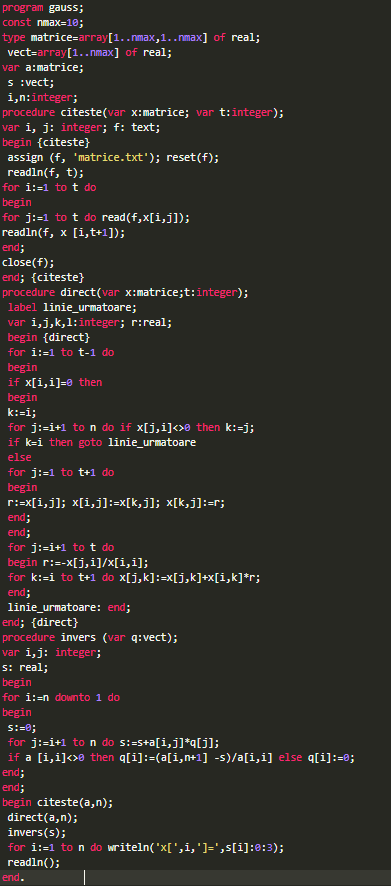 program gauss;
const nmax=10;
type matrice=array[1..nmax,1..nmax] of real;
vect=array[1..nmax] of real;
var a:matrice;
s :vect;
i,n:integer;
procedure citeste(var x:matrice; var t:integer);
var i, j: integer; f: text;
begin {citeste}
assign (f, 'matrice.txt'); reset(f);
readln(f, t);
for i:=1 to t do
begin
for j:=1 to t do read(f,x[i,j]);
readln(f, x [i,t+1]);
end;
close(f);
end; {citeste}
procedure direct(var x:matrice;t:integer);
label linie_urmatoare;
var i,j,k,l:integer; r:real;
begin {direct}
for i:=1 to t-1 do
begin
if x[i,i]=0 then
begin
k:=i;
for j:=i+1 to n do if x[j,i]<>0 then k:=j;
if k=i then goto linie_urmatoare
else
for j:=1 to t+1 do
begin
r:=x[i,j]; x[i,j]:=x[k,j]; x[k,j]:=r;
end;
end;
for j:=i+1 to t do
begin r:=-x[j,i]/x[i,i];
for k:=i to t+1 do x[j,k]:=x[j,k]+x[i,k]*r;
end;
linie_urmatoare: end;
end; {direct}
procedure invers (var q:vect);
var i,j: integer;
s: real;
begin
for i:=n downto 1 do
begin
s:=0;
for j:=i+1 to n do s:=s+a[i,j]*q[j];
if a [i,i]<>0 then q[i]:=(a[i,n+1] -s)/a[i,i] else q[i]:=0;
end;
end;
begin citeste(a,n);
direct(a,n);
invers(s);
for i:=1 to n do writeln('x[',i,']=',s[i]:0:3);
readln();
end.